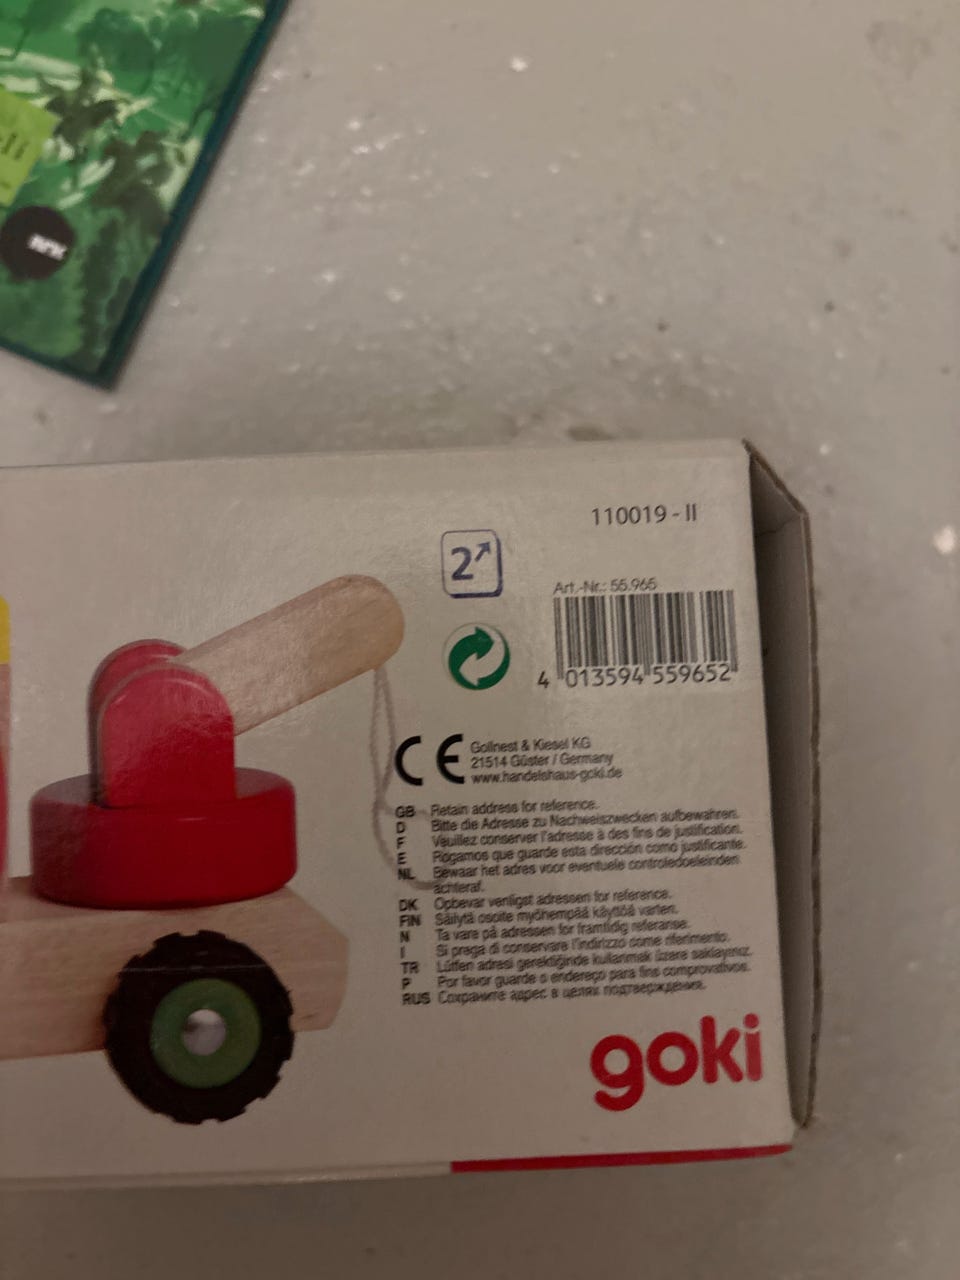 nrk
110019 - II
2
Art.-Nr.: 55.965
4 013594 559652
CE
Gollnest & Kiesel KG
21514 Güster / Germany
www.handelshaus-goki.de
GB Retain address for reference.
D Bitte die Adresse zu Nachweiszwecken aufbewahren.
F Veuillez conserver l'adresse à des fins de justification.
E Rogamos que guarde esta dirección como justificante.
NL Bewaar het adres voor eventuele controledoeleinden
achteraf.
DK Opbevar venligst adressen for reference.
FIN Säilytä osoite myöhempää käyttöä varten.
N Ta vare på adressen for framtidig referanse.
I Si prega di conservare l'indirizzo come riferimento.
TR Lütfen adresi gerektiğinde kullanmak üzere saklayınız.
P Por favor guarde o endereço para fins comprovativos.
RUS Сохраните адрес в целях подтверждения.
goki